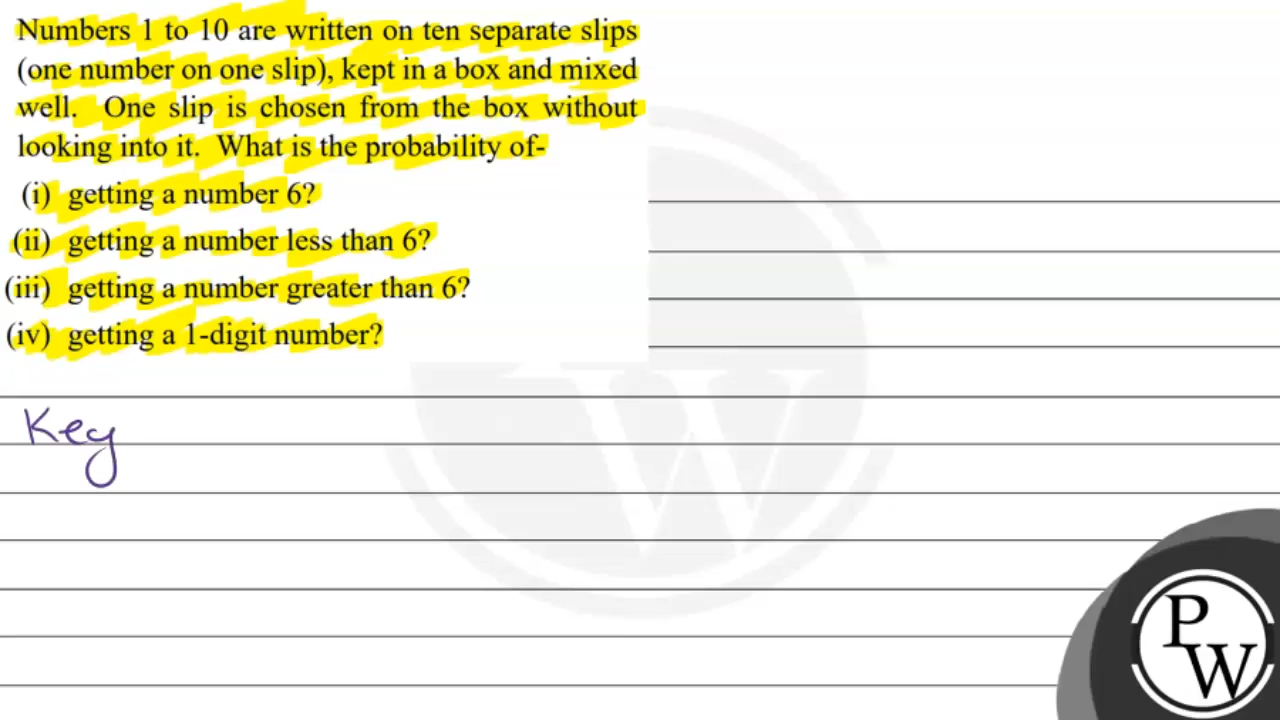 Numbers 1 to 10 are written on ten separate slips
(one number on one slip), kept in a box and mixed
well. One slip is chosen from the box without
looking into it. What is the probability of-
(i) getting a number 6?
(ii) getting a number less than 6?
(iii) getting a number greater than 6?
(iv) getting a 1-digit number?
Key
W
P
W